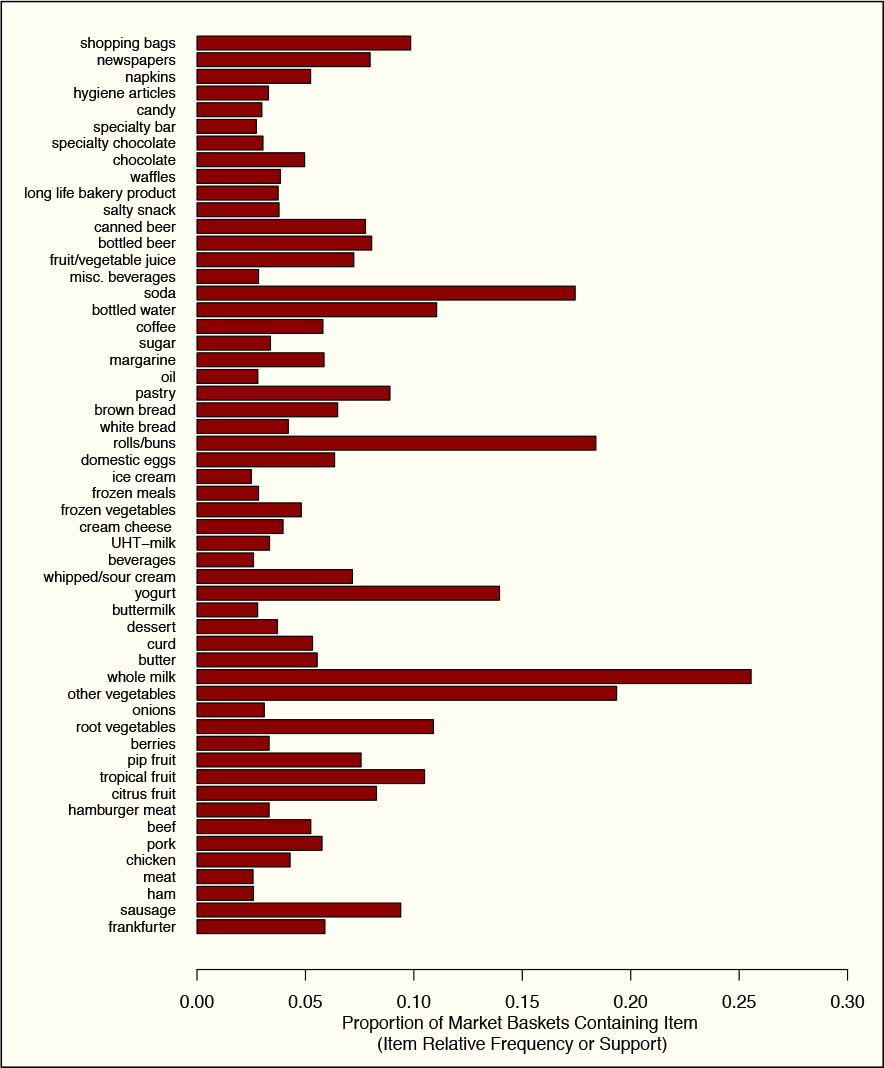 shopping bags
newspapers
napkins
hygiene articles
candy
specialty bar
specialty chocolate
chocolate
waffles
long life bakery product
salty snack
canned beer
bottled beer
fruit/vegetable juice
misc. beverages
soda
bottled water
coffee
sugar
margarine
oil
pastry
brown bread
white bread
rolls/buns
domestic eggs
ice cream
frozen meals
frozen vegetables
cream cheese
UHT−milk
beverages
whipped/sour cream
yogurt
buttermilk
dessert
curd
butter
whole milk
other vegetables
onions
root vegetables
berries
pip fruit
tropical fruit
citrus fruit
hamburger meat
beef
pork
chicken
meat
ham
sausage
frankfurter
0.00 0.05 0.10 0.15 0.20 0.25 0.30
Proportion of Market Baskets Containing Item
(Item Relative Frequency or Support)